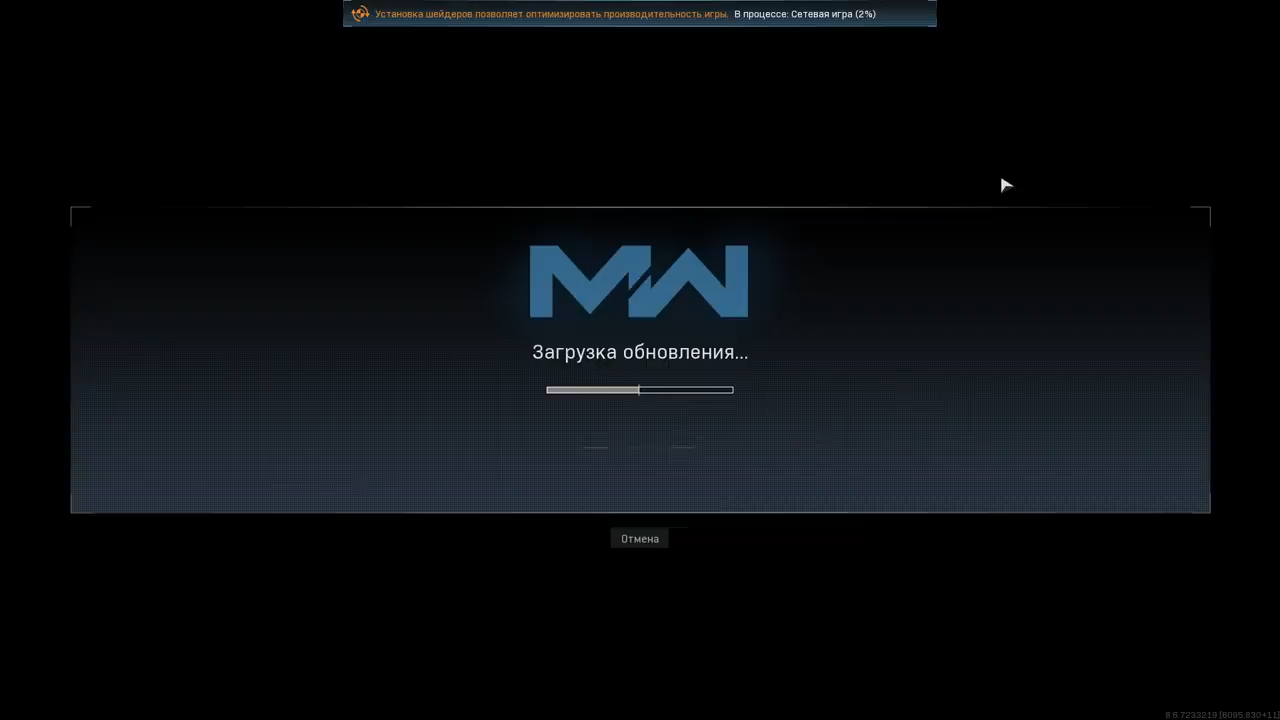 Установка шейдеров позволяет оптимизировать производительность игры. В процессе: Сетевая игра (2%)
MW
Загрузка обновления...
Отмена